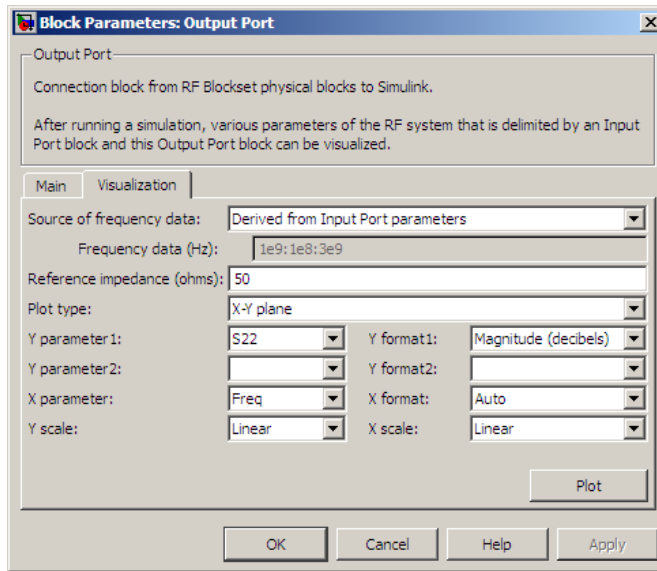 Block Parameters: Output Port
Output Port
Connection block from RF Blockset physical blocks to Simulink.
After running a simulation, various parameters of the RF system that is delimited by an Input
Port block and this Output Port block can be visualized.
Main Visualization
Source of frequency data: Derived from Input Port parameters
Frequency data (Hz): 1e9:1e8:3e9
Reference impedance (ohms): 50
Plot type: X-Y plane
Y parameter1: S22 Y format1: Magnitude (decibels)
Y parameter2: Y format2:
X parameter: Freq X format: Auto
Y scale: Linear X scale: Linear
Plot
OK Cancel Help Apply